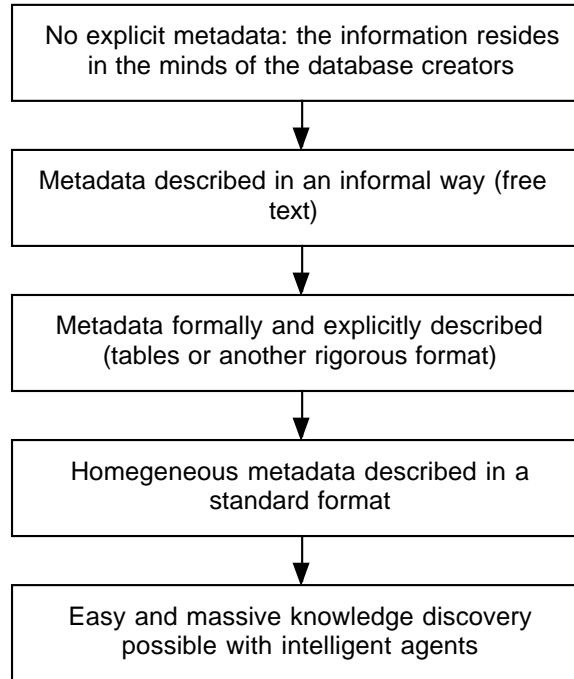 No explicit metadata: the information resides
in the minds of the database creators
Metadata described in an informal way (free
text)
Metadata formally and explicitly described
(tables or another rigorous format)
Homegeneous metadata described in a
standard format
Easy and massive knowledge discovery
possible with intelligent agents